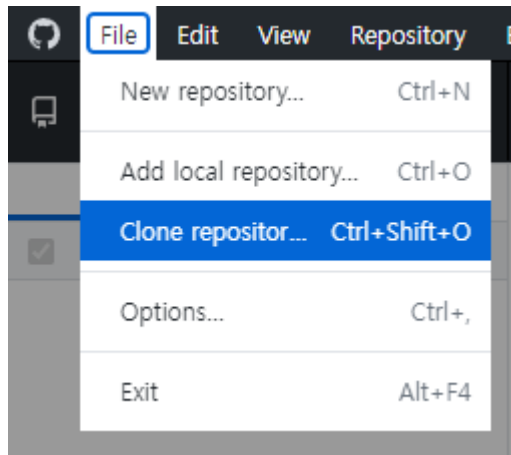 File Edit View Repository
New repository... Ctrl+N
Add local repository... Ctrl+O
Clone repositor... Ctrl+Shift+O
Options... Ctrl+,
Exit Alt+F4